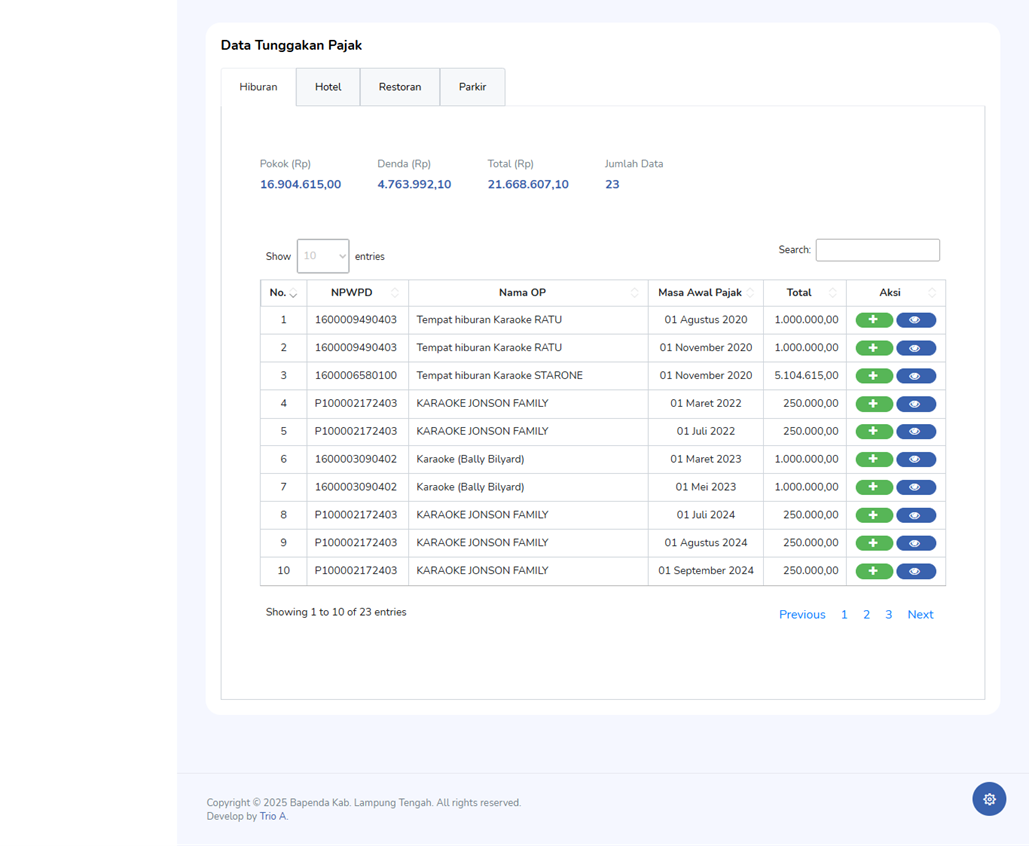 Data Tunggakan Pajak
Hiburan Hotel Restoran Parkir
Pokok (Rp) Denda (Rp) Total (Rp) Jumlah Data
16.904.615,00 4.763.992,10 21.668.607,10 23
Show 10 entries Search:
No. NPWPD Nama OP Masa Awal Pajak Total Aksi
1 1600009490403 Tempat hiburan Karaoke RATU 01 Agustus 2020 1.000.000,00
2 1600009490403 Tempat hiburan Karaoke RATU 01 November 2020 1.000.000,00
3 1600006580100 Tempat hiburan Karaoke STARONE 01 November 2020 5.104.615,00
4 P100002172403 KARAOKE JONSON FAMILY 01 Maret 2022 250.000,00
5 P100002172403 KARAOKE JONSON FAMILY 01 Juli 2022 250.000,00
6 1600003090402 Karaoke (Bally Bilyard) 01 Maret 2023 1.000.000,00
7 1600003090402 Karaoke (Bally Bilyard) 01 Mei 2023 1.000.000,00
8 P100002172403 KARAOKE JONSON FAMILY 01 Juli 2024 250.000,00
9 P100002172403 KARAOKE JONSON FAMILY 01 Agustus 2024 250.000,00
10 P100002172403 KARAOKE JONSON FAMILY 01 September 2024 250.000,00
Showing 1 to 10 of 23 entries Previous 1 2 3 Next
Copyright © 2025 Bapenda Kab. Lampung Tengah. All rights reserved.
Develop by Trio A.